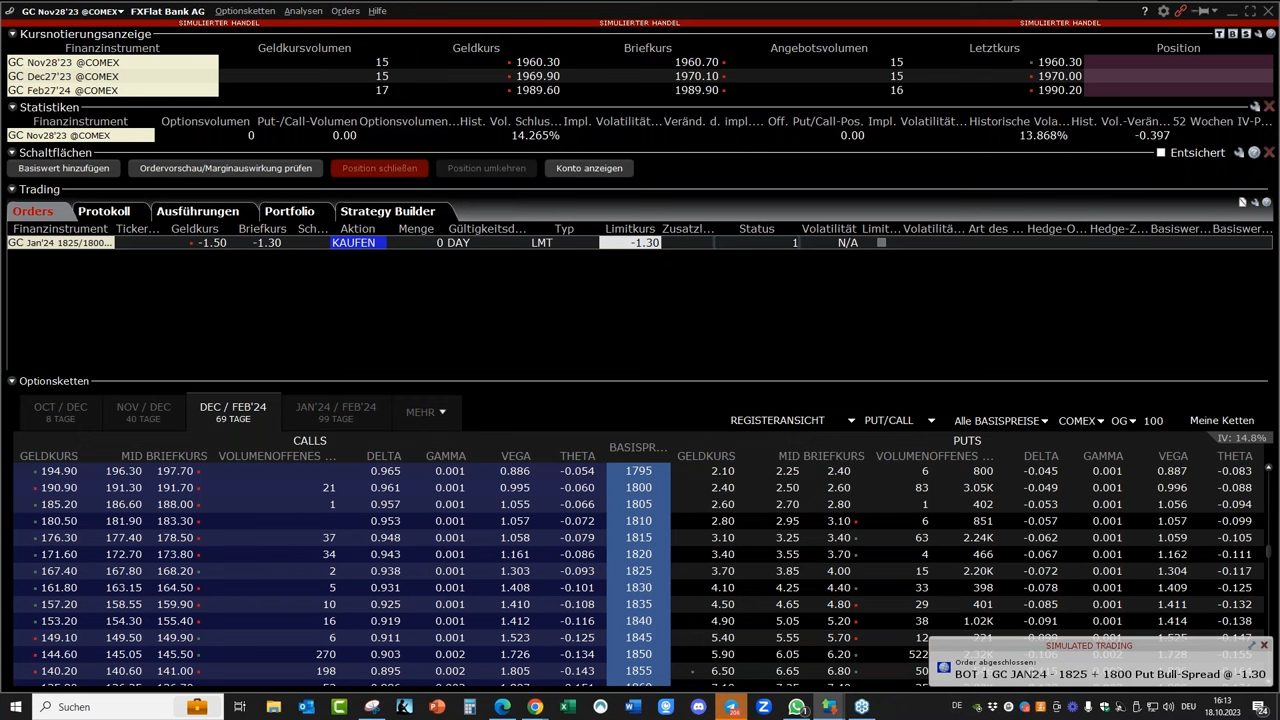 GC Nov28'23 @COMEX▾ FXFlat Bank AG Optionsketten Analysen Orders Hilfe
SIMULIERTER HANDEL SIMULIERTER HANDEL SIMULIERTER HANDEL
Kursnotierungsanzeige
Finanzinstrument Geldkursvolumen Geldkurs Briefkurs Angebotsvolumen Letztkurs Position
GC Nov28'23 @COMEX 15 1960.30 1960.70 15 1960.30
GC Dec27'23 @COMEX 15 1969.90 1970.10 15 1970.00
GC Feb27'24 @COMEX 17 1989.60 1989.90 16 1990.20
Statistiken
Finanzinstrument Optionsvolumen Put-/Call-Volumen Optionsvolumen... Hist. Vol. Schlus... Impl. Volatilität... Veränd. d. impl.... Off. Put/Call-Pos. Impl. Volatilität... Historische Vola... Hist. Vol.-Verän... 52 Wochen IV-P...
GC Nov28'23 @COMEX 0 0.00 14.265% 0.00 13.868% -0.397
Schaltflächen
Entsichert
Basiswert hinzufügen Ordervorschau/Marginauswirkung prüfen Position schließen Position umkehren Konto anzeigen
Trading
Orders Protokoll Ausführungen Portfolio Strategy Builder
Finanzinstrument Ticker... Geldkurs Briefkurs Sch... Aktion Menge Gültigkeitsd... Typ Limitkurs Zusatzi... Status Volatilität Limit... Volatilitä... Art des ... Hedge-O... Hedge-Z... Basiswer... Basiswer...
GC Jan'24 1825/1800... -1.50 -1.30 KAUFEN 0 DAY LMT -1.30 1 N/A
Optionsketten
OCT / DEC NOV / DEC DEC / FEB'24 JAN'24 / FEB'24 MEHR
8 TAGE 40 TAGE 69 TAGE 99 TAGE
REGISTERANSICHT PUT/CALL Alle BASISPREISE COMEX OG 100 Meine Ketten
CALLS BASISPR... PUTS IV: 14.8%
GELDKURS MID BRIEFKURS VOLUMEN OFFENES ... DELTA GAMMA VEGA THETA GELDKURS MID BRIEFKURS VOLUMEN OFFENES ... DELTA GAMMA VEGA THETA
194.90 196.30 197.70 0.965 0.001 0.886 -0.054 1795 2.10 2.25 2.40 6 800 -0.045 0.001 0.887 -0.083
190.90 191.30 191.70 21 0.961 0.001 0.995 -0.060 1800 2.40 2.50 2.60 83 3.05K -0.049 0.001 0.996 -0.088
185.20 186.60 188.00 1 0.957 0.001 1.055 -0.066 1805 2.60 2.70 2.80 1 402 -0.053 0.001 1.056 -0.094
180.50 181.90 183.30 0.953 0.001 1.057 -0.072 1810 2.80 2.95 3.10 6 851 -0.057 0.001 1.057 -0.099
176.30 177.40 178.50 37 0.948 0.001 1.058 -0.079 1815 3.10 3.25 3.40 63 2.24K -0.062 0.001 1.059 -0.105
171.60 172.70 173.80 34 0.943 0.001 1.161 -0.086 1820 3.40 3.55 3.70 4 466 -0.067 0.001 1.162 -0.111
167.40 167.80 168.20 2 0.938 0.001 1.303 -0.093 1825 3.70 3.85 4.00 15 2.20K -0.072 0.001 1.304 -0.117
161.80 163.15 164.50 5 0.931 0.001 1.408 -0.101 1830 4.10 4.25 4.40 33 398 -0.078 0.001 1.409 -0.125
157.20 158.55 159.90 10 0.925 0.001 1.410 -0.108 1835 4.50 4.65 4.80 29 401 -0.085 0.001 1.411 -0.132
153.20 154.30 155.40 16 0.919 0.001 1.412 -0.116 1840 4.90 5.05 5.20 38 1.02K -0.091 0.001 1.414 -0.138
149.10 149.50 149.90 6 0.911 0.001 1.523 -0.125 1845 5.40 5.55 5.70 12
144.60 145.05 145.50 270 0.903 0.002 1.726 -0.134 1850 5.90 6.05 6.20 522
140.20 140.60 141.00 198 0.895 0.002 1.805 -0.143 1855 6.50 6.65 6.80
SIMULATED TRADING
Order abgeschlossen:
BOT 1 GC JAN24 - 1825 + 1800 Put Bull-Spread @ -1.30
Suchen 206 1 DE 16:13
18.10.2023 24